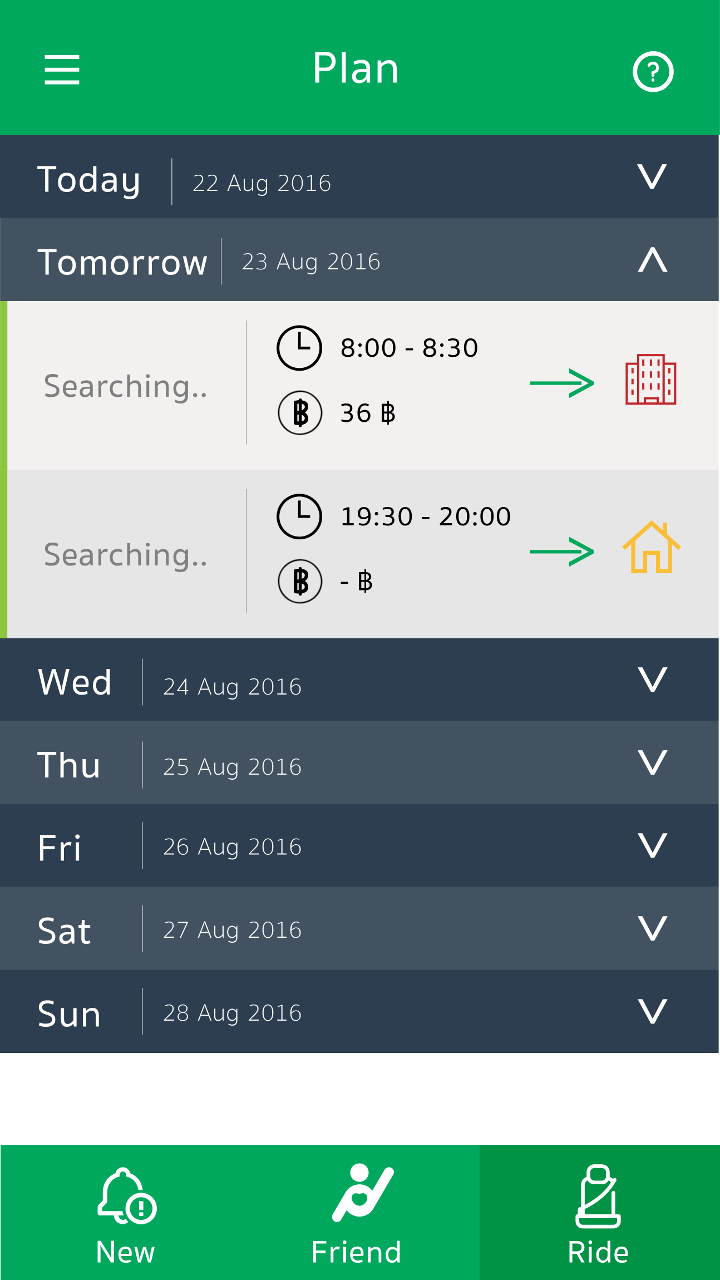 Plan
?
Today 22 Aug 2016
Tomorrow 23 Aug 2016
Searching..
8:00 - 8:30
฿ 36 ฿
Searching..
19:30 - 20:00
฿ - ฿
Wed 24 Aug 2016
Thu 25 Aug 2016
Fri 26 Aug 2016
Sat 27 Aug 2016
Sun 28 Aug 2016
New
Friend
Ride